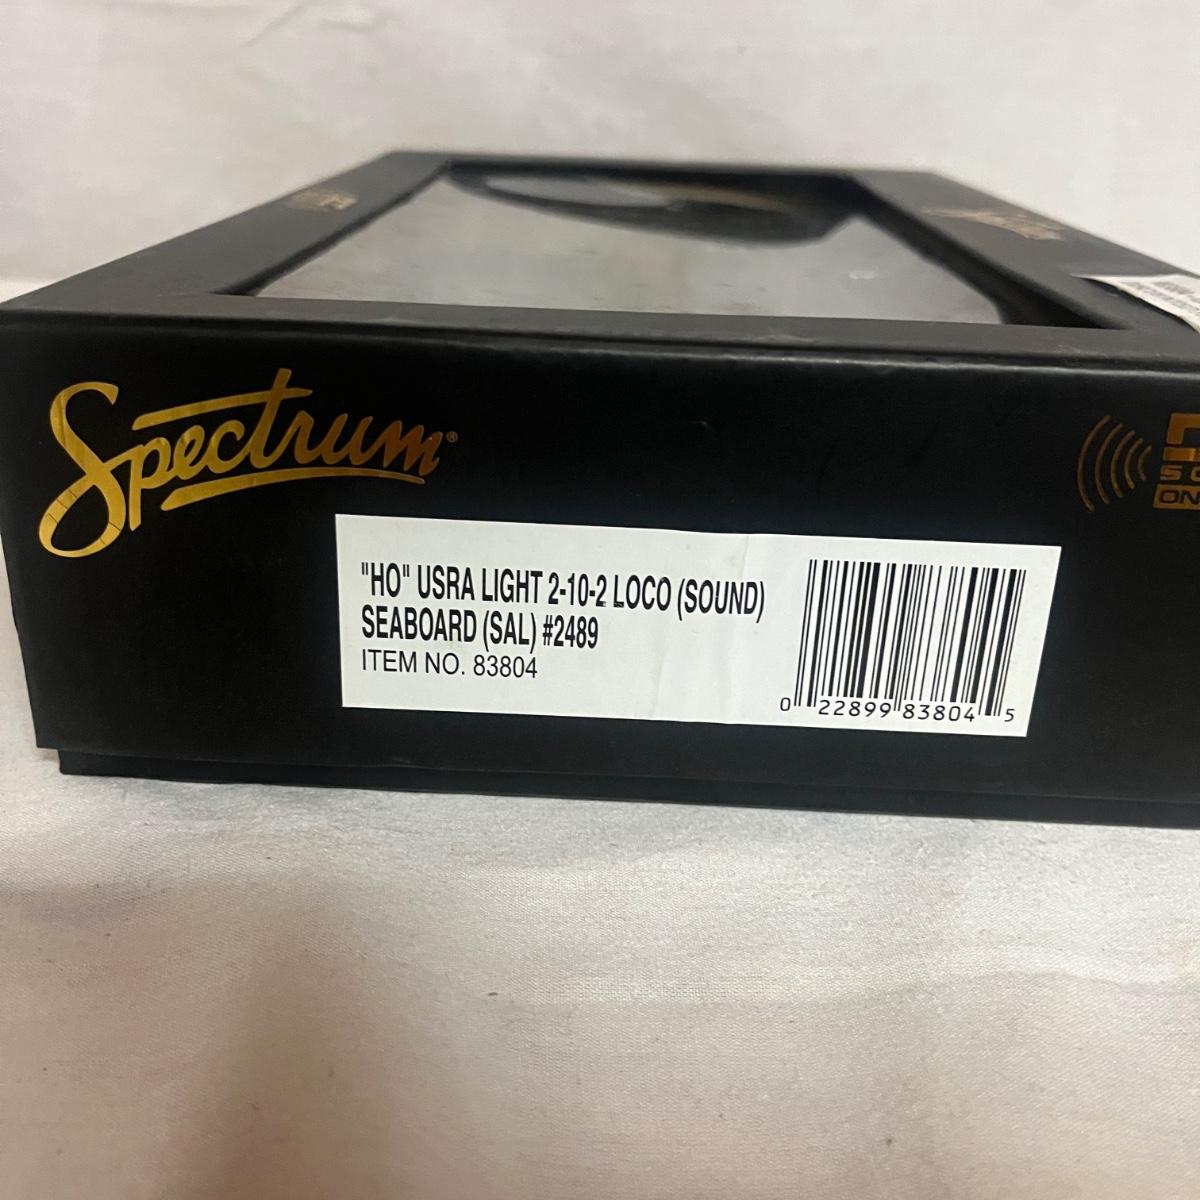 Spectrum®
"HO" USRA LIGHT 2-10-2 LOCO (SOUND)
SEABOARD (SAL) #2489
ITEM NO. 83804
0 22899 83804 5
ON